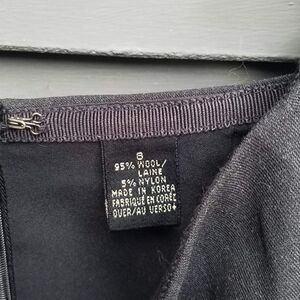 8
95% WOOL/
LAINE
5% NYLON
MADE IN KOREA
FABRIQUÉ EN CORÉE
OVER/AU VERSO→